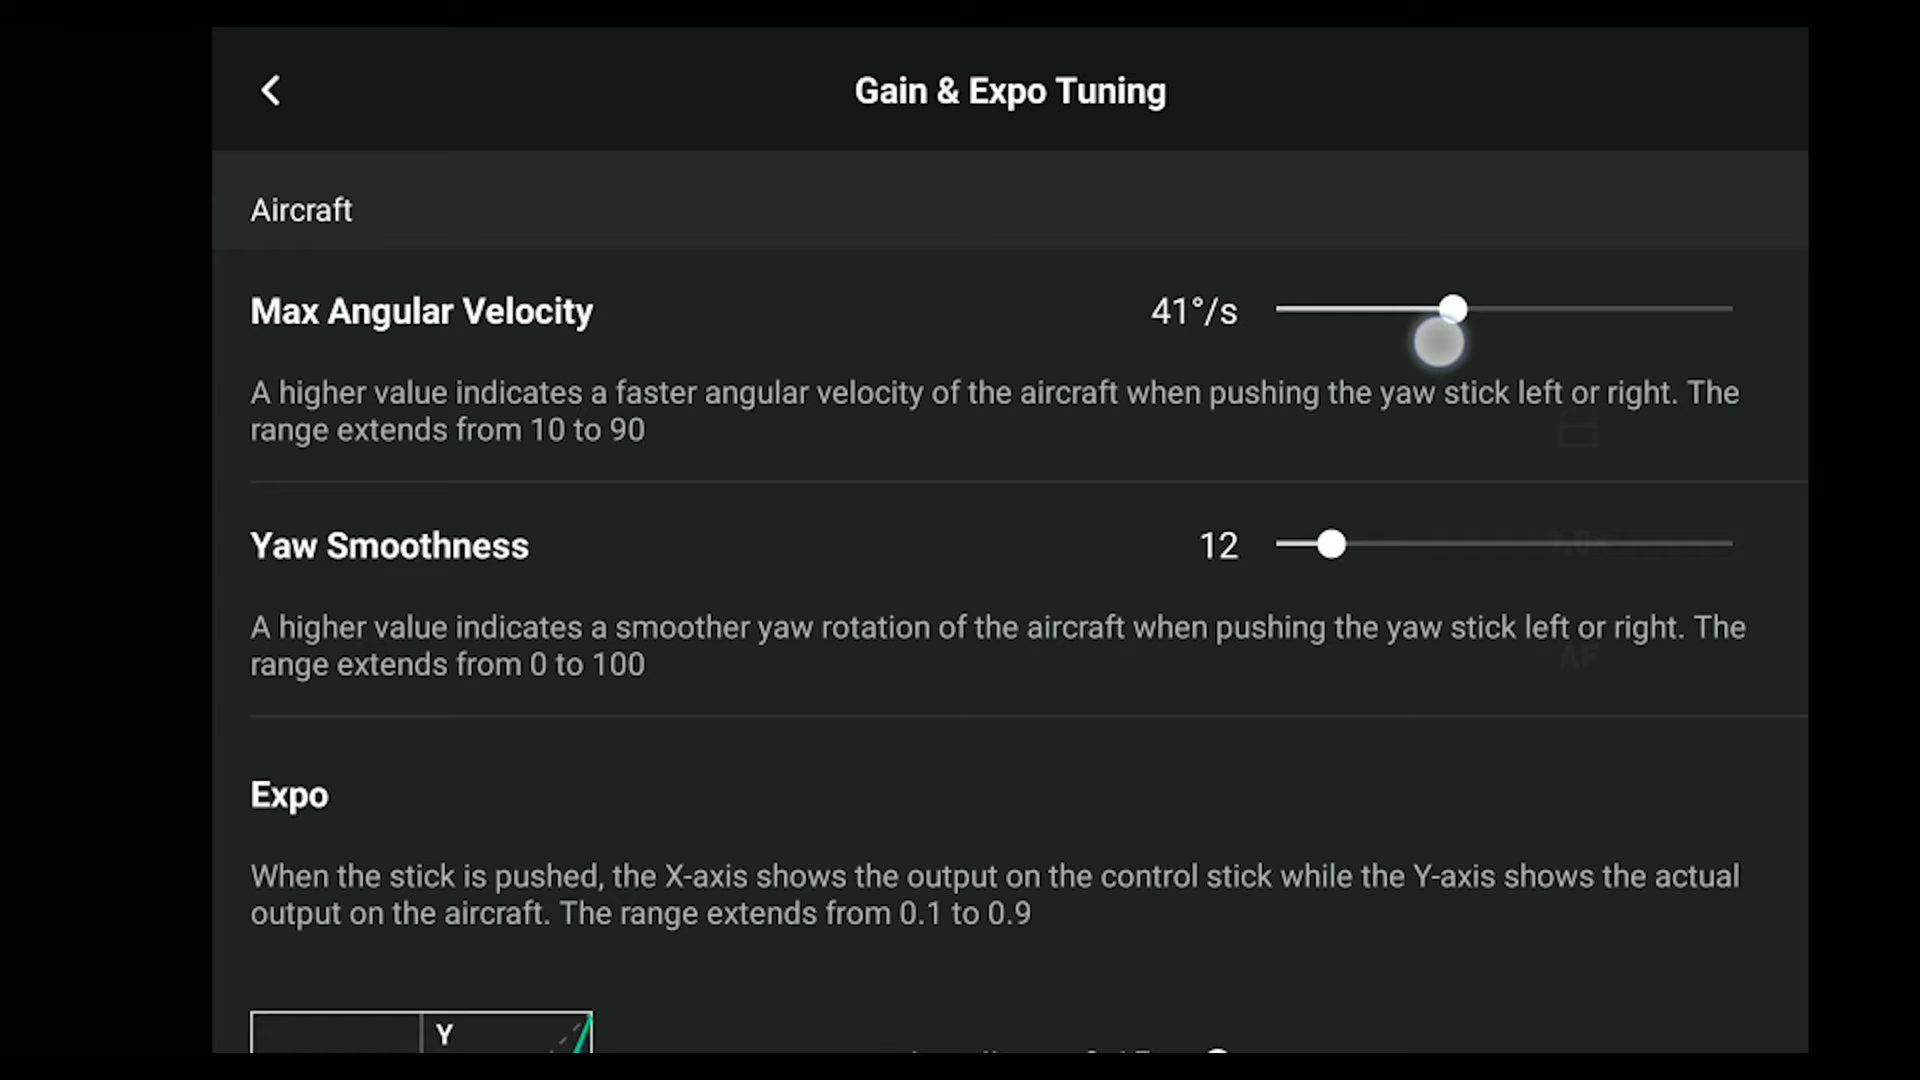 Gain & Expo Tuning
Aircraft
Max Angular Velocity 41°/s
A higher value indicates a faster angular velocity of the aircraft when pushing the yaw stick left or right. The
range extends from 10 to 90
Yaw Smoothness 12
A higher value indicates a smoother yaw rotation of the aircraft when pushing the yaw stick left or right. The
range extends from 0 to 100
AF
Expo
When the stick is pushed, the X-axis shows the output on the control stick while the Y-axis shows the actual
output on the aircraft. The range extends from 0.1 to 0.9
Y